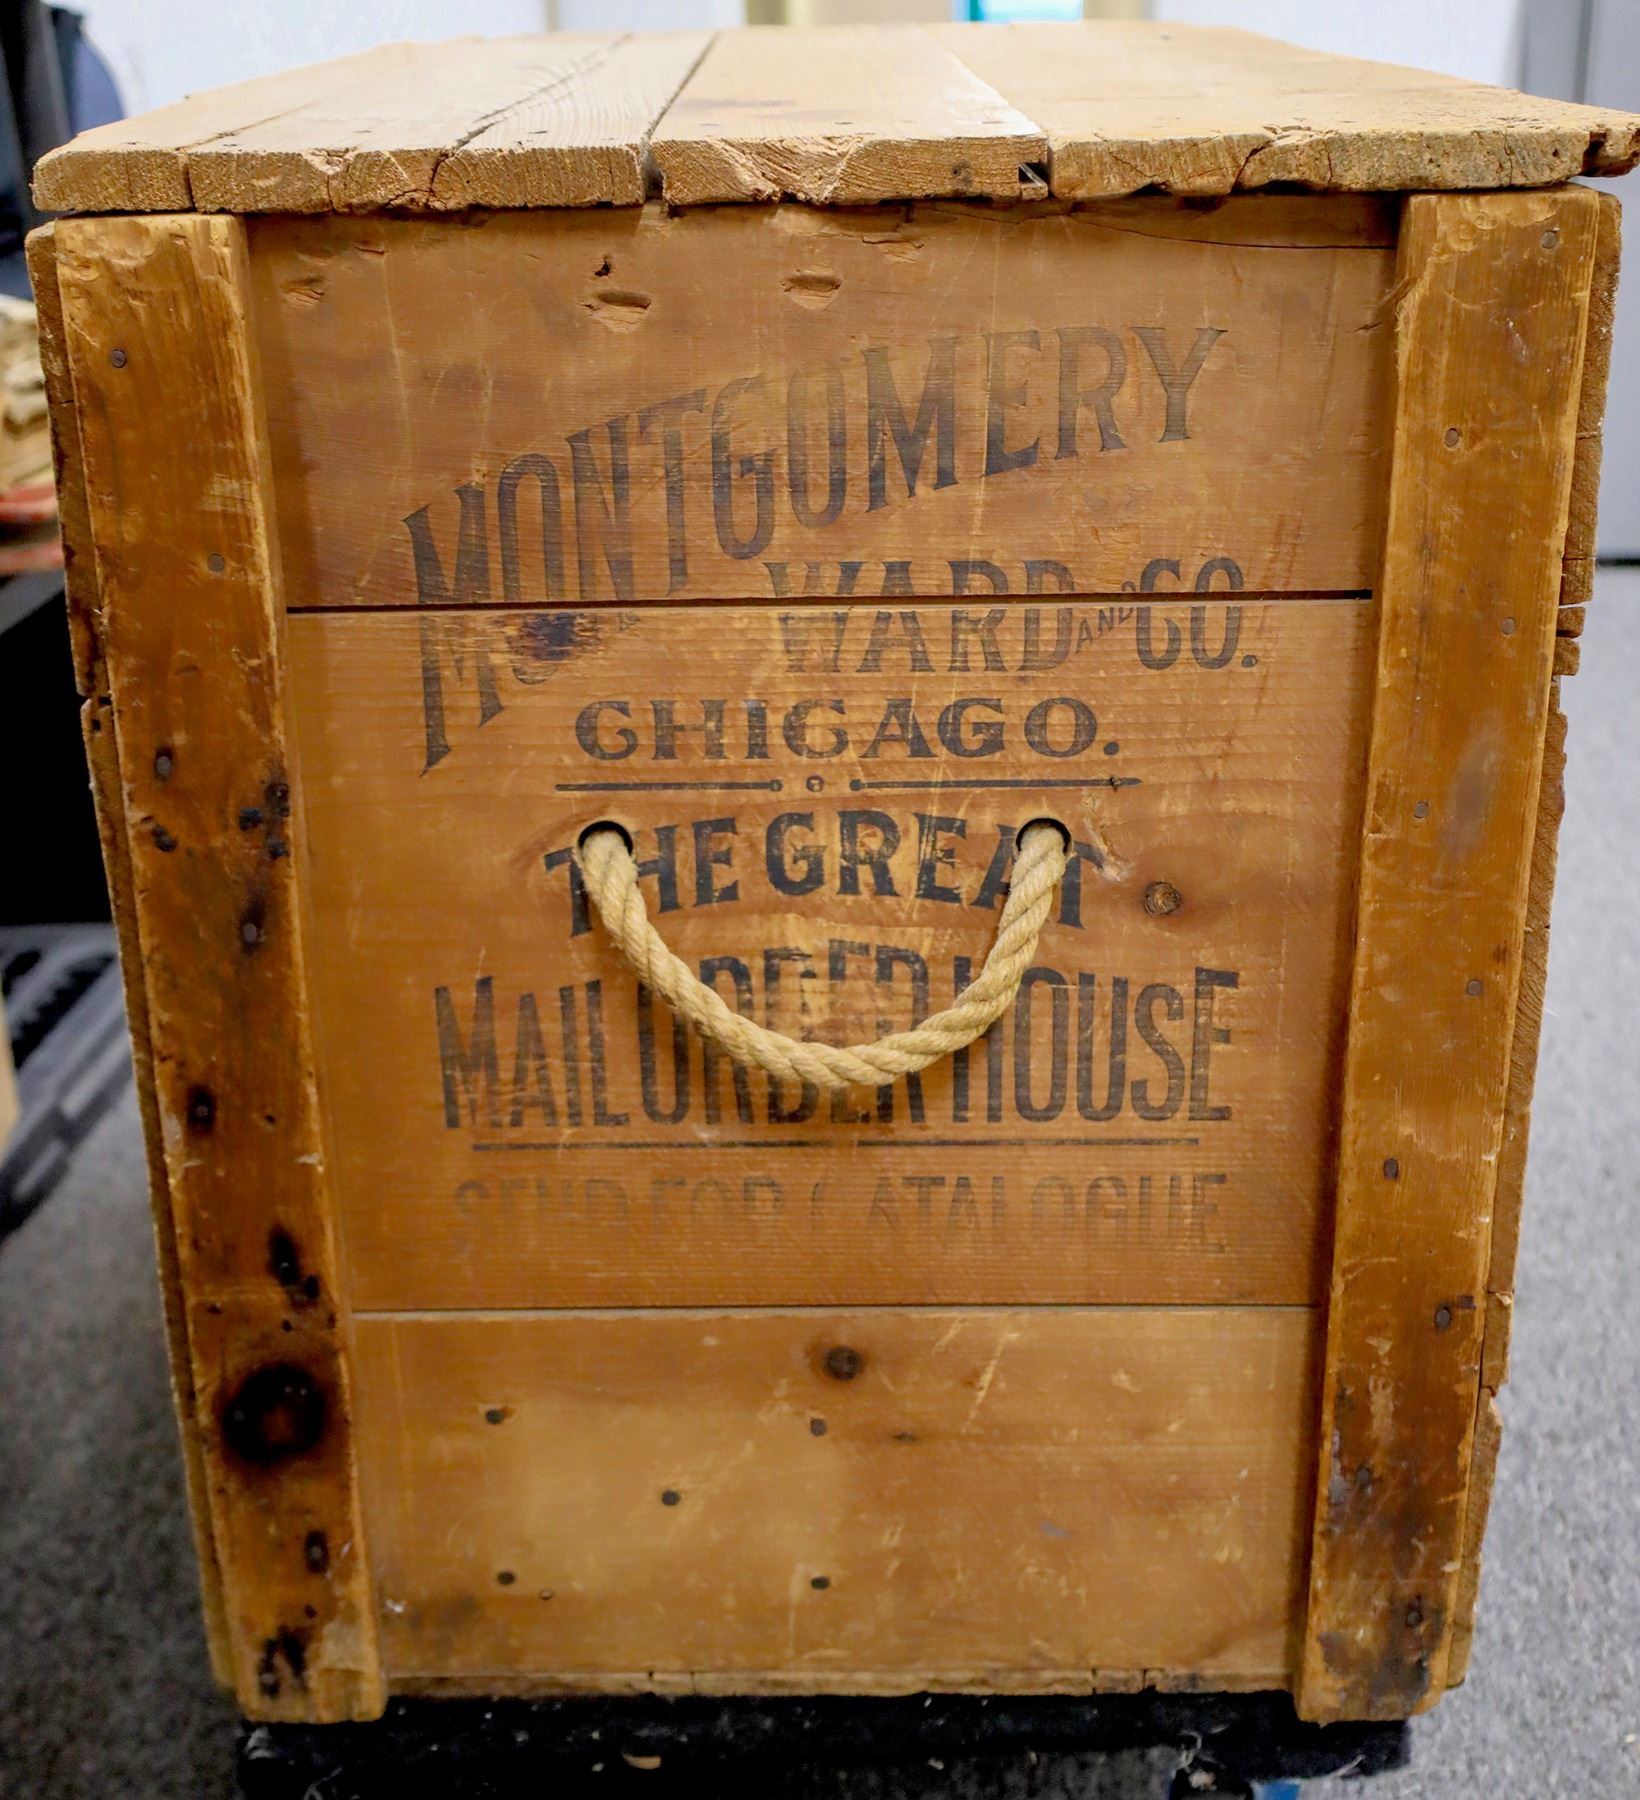 MONTGOMERY
WARD AND CO.
CHICAGO.
THE GREAT
MAIL ORDER HOUSE
SEND FOR CATALOGUE